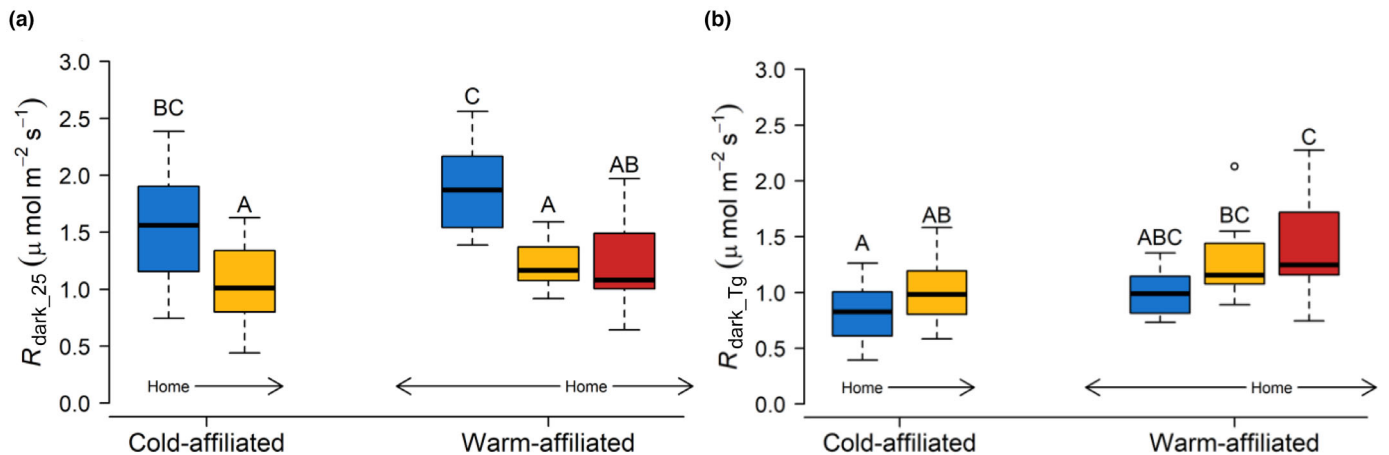 (a)
3.0
2.5
2.0
1.5
1.0
0.5
0.0
R_dark_25 (μ mol m⁻² s⁻¹)
BC
A
C
A
AB
Home
Home
Cold-affiliated
Warm-affiliated
(b)
3.0
2.5
2.0
1.5
1.0
0.5
0.0
R_dark_Tg (μ mol m⁻² s⁻¹)
A
AB
ABC
BC
C
Home
Home
Cold-affiliated
Warm-affiliated